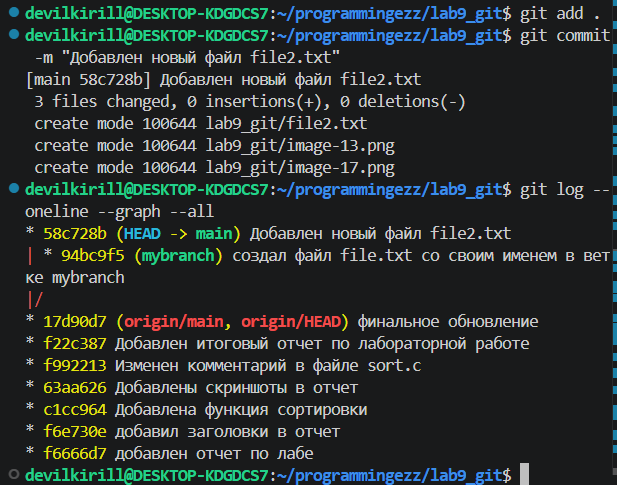 devilkirill@DESKTOP-KDGDCS7:~/programmingezz/lab9_git$ git add .
devilkirill@DESKTOP-KDGDCS7:~/programmingezz/lab9_git$ git commit
 -m "Добавлен новый файл file2.txt"
[main 58c728b] Добавлен новый файл file2.txt
 3 files changed, 0 insertions(+), 0 deletions(-)
 create mode 100644 lab9_git/file2.txt
 create mode 100644 lab9_git/image-13.png
 create mode 100644 lab9_git/image-17.png
devilkirill@DESKTOP-KDGDCS7:~/programmingezz/lab9_git$ git log --
oneline --graph --all
* 58c728b (HEAD -> main) Добавлен новый файл file2.txt
| * 94bc9f5 (mybranch) создал файл file.txt со своим именем в вет
ке mybranch
|/
* 17d90d7 (origin/main, origin/HEAD) финальное обновление
* f22c387 Добавлен итоговый отчет по лабораторной работе
* f992213 Изменен комментарий в файле sort.c
* 63aa626 Добавлены скриншоты в отчет
* c1cc964 Добавлена функция сортировки
* f6e730e добавил заголовки в отчет
* f6666d7 добавлен отчет по лабе
devilkirill@DESKTOP-KDGDCS7:~/programmingezz/lab9_git$